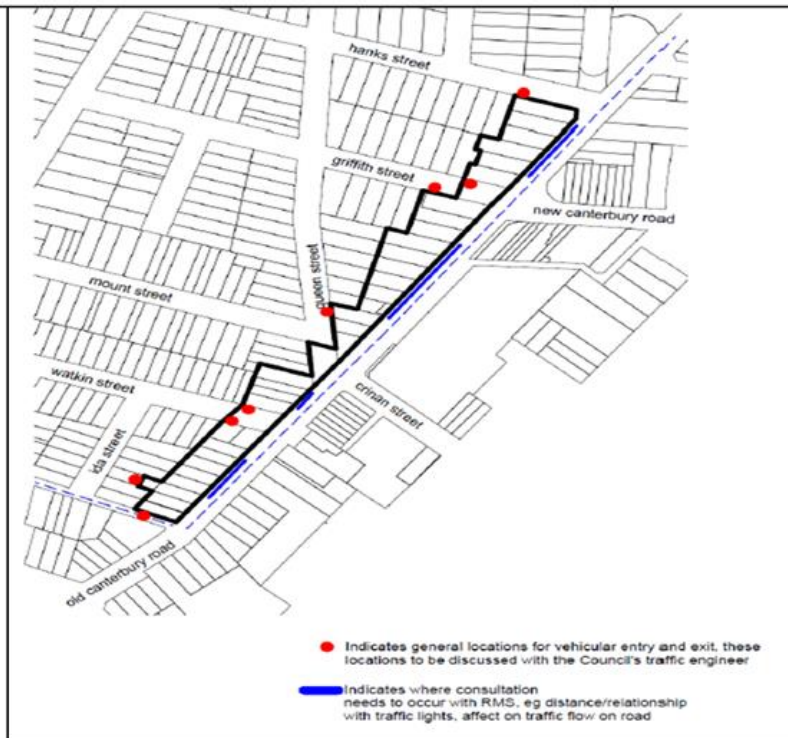 hanks street
griffith street
new canterbury road
queen street
mount street
watkin street
crinan street
ida street
old canterbury road
Indicates general locations for vehicular entry and exit, these
locations to be discussed with the Council's traffic engineer
Indicates where consultation
needs to occur with RMS, eg distance/relationship
with traffic lights, affect on traffic flow on road